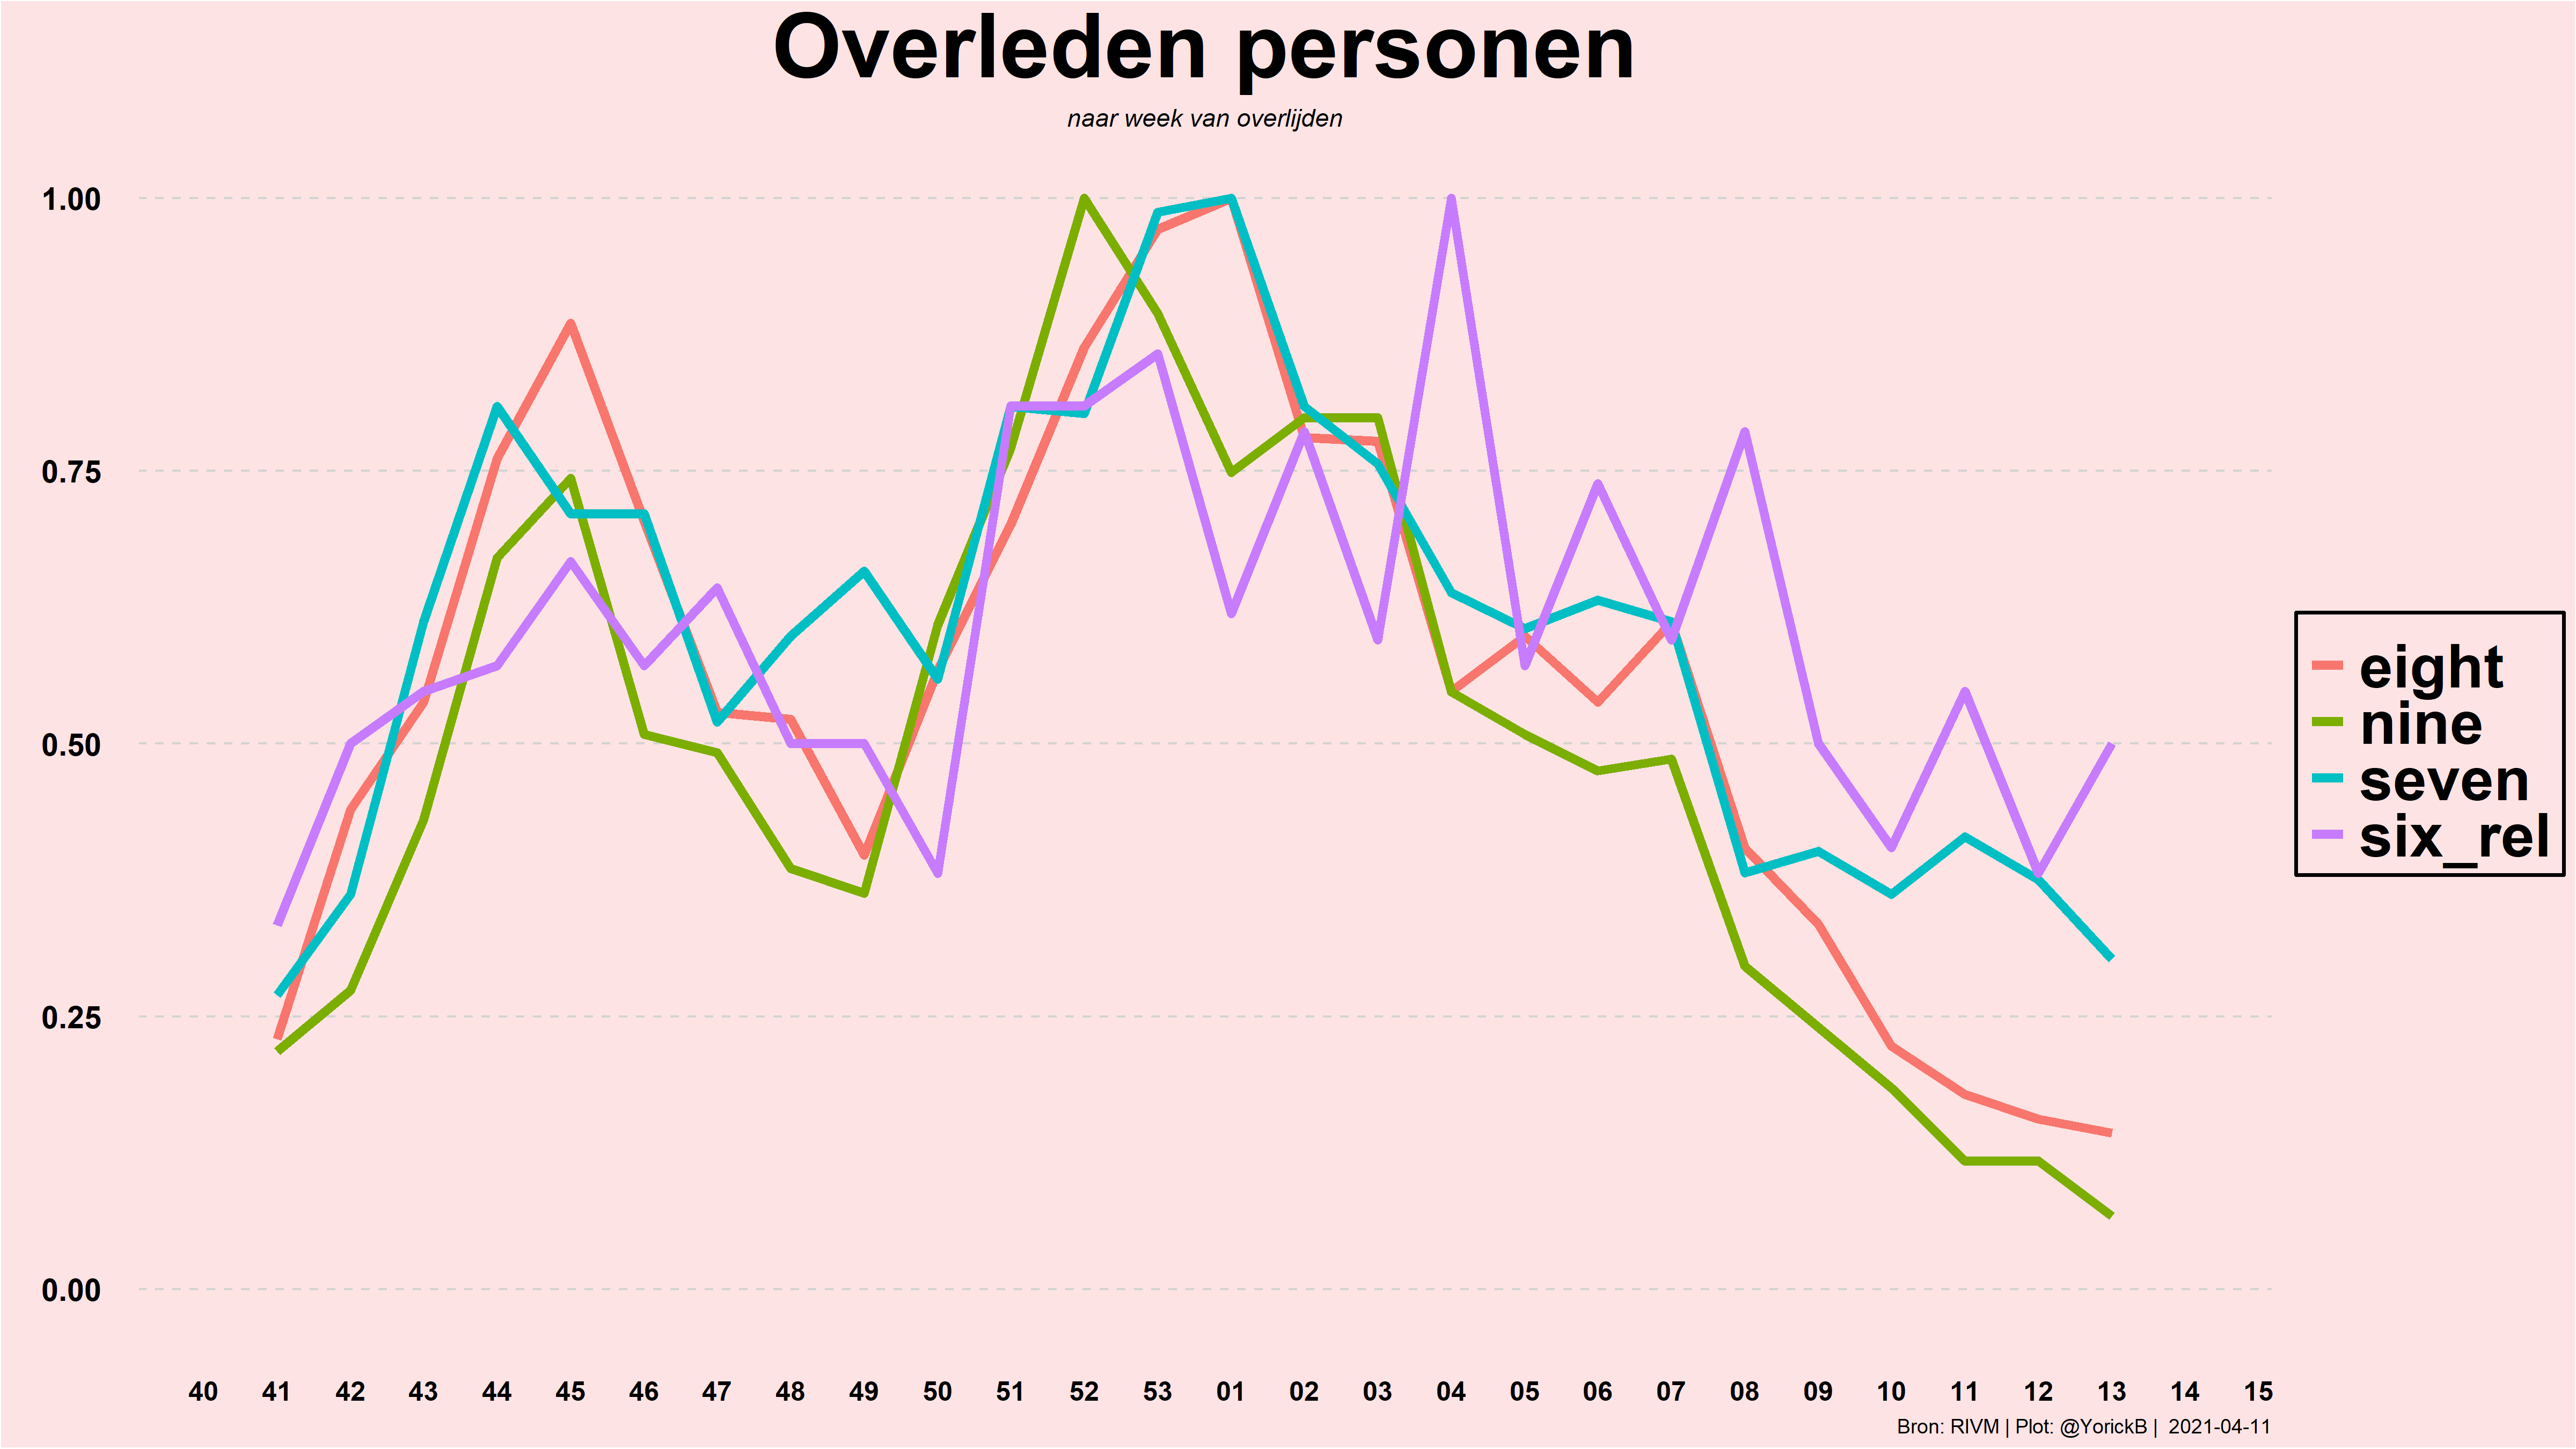 Overleden personen
naar week van overlijden
1.00
0.75
0.50
0.25
0.00
eight
nine
seven
six_rel
40 41 42 43 44 45 46 47 48 49 50 51 52 53 01 02 03 04 05 06 07 08 09 10 11 12 13 14 15
Bron: RIVM | Plot: @YorickB | 2021-04-11